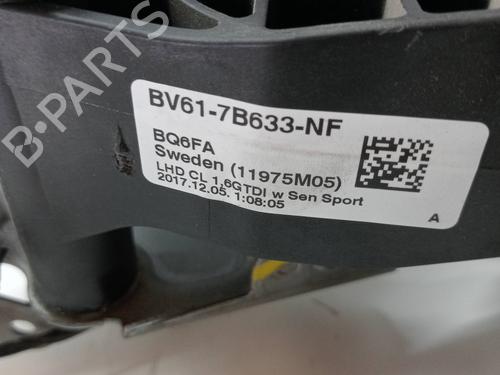 B-PARTS
BV61-7B633-NF
BQ6FA
Sweden (11975M05)
LHD CL 1,6GTDI w Sen Sport
2017.12.05. 1:08:05
A